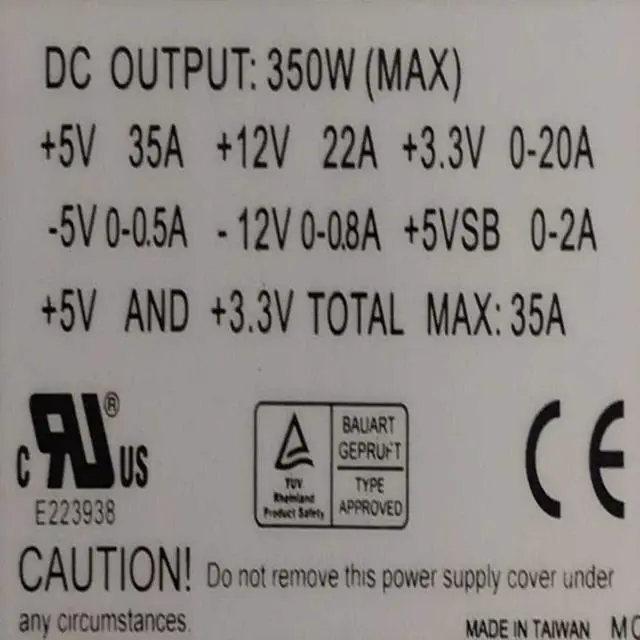 DC OUTPUT: 350W (MAX)
+5V 35A +12V 22A +3.3V 0-20A
-5V 0-0.5A -12V 0-0.8A +5VSB 0-2A
+5V AND +3.3V TOTAL MAX: 35A
c RU ® US
E223938
TUV
Rheinland
Product Safety
BAUART
GEPRUFT
TYPE
APPROVED
CE
CAUTION! Do not remove this power supply cover under
any circumstances.
MADE IN TAIWAN